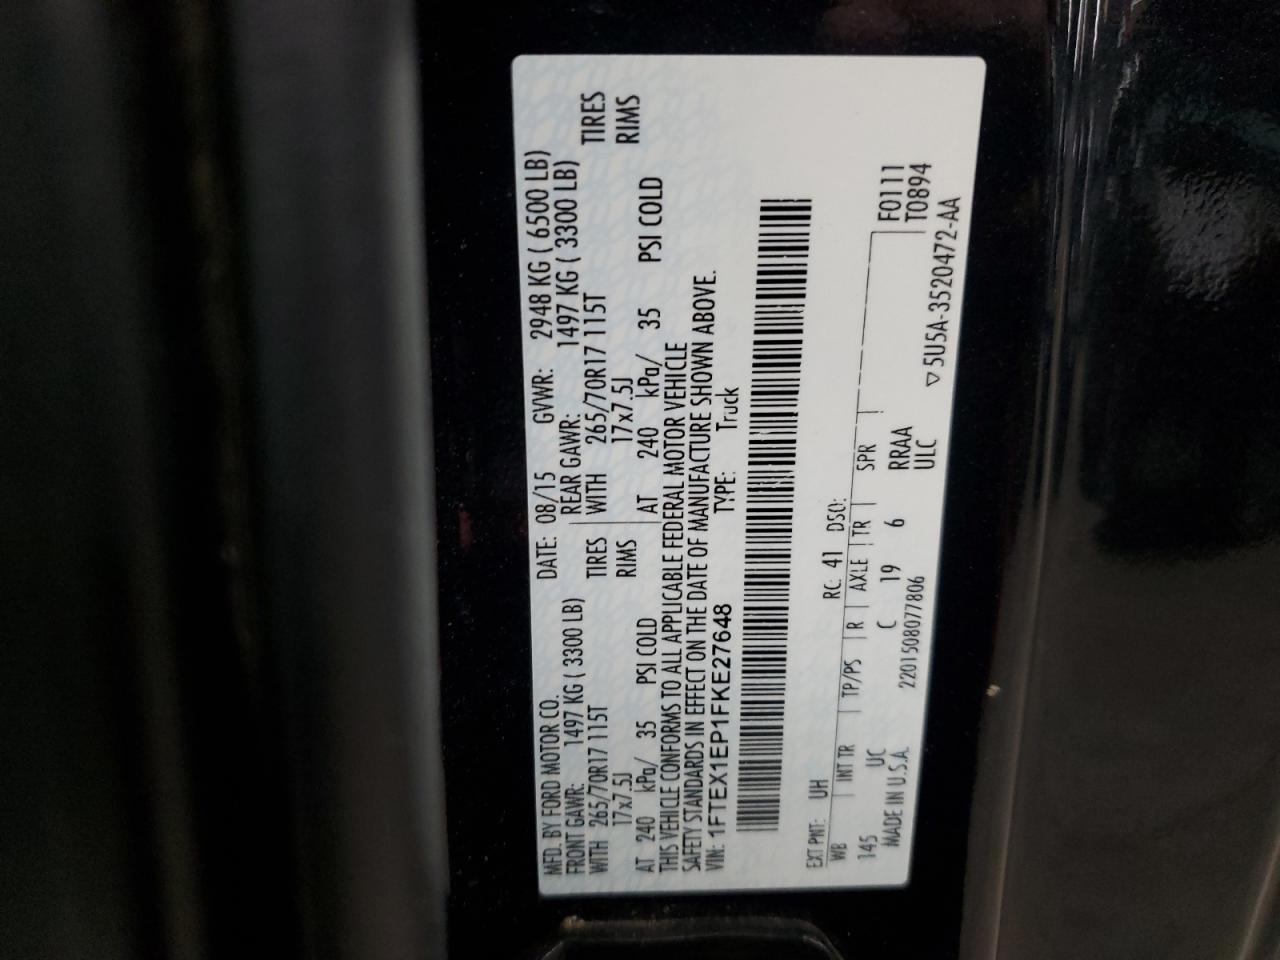 MFD. BY FORD MOTOR CO. DATE: 08/15 GVWR: 2948 KG ( 6500 LB)
FRONT GAWR: 1497 KG ( 3300 LB) REAR GAWR: 1497 KG ( 3300 LB)
WITH 265/70R17 115T TIRES WITH 265/70R17 115T TIRES
17x7.5J RIMS 17x7.5J RIMS
AT 240 kPa/ 35 PSI COLD AT 240 kPa/ 35 PSI COLD
THIS VEHICLE CONFORMS TO ALL APPLICABLE FEDERAL MOTOR VEHICLE
SAFETY STANDARDS IN EFFECT ON THE DATE OF MANUFACTURE SHOWN ABOVE.
VIN: 1FTEX1EP1FKE27648 TYPE: Truck
EXT PNT: UH RC: 41 DSO:
WB INT TR TP/PS R AXLE TR SPR F0111
145 UC C 19 6 RRAA T0894
MADE IN U.S.A. 2201508077806 ULC
▽5U5A-3520472-AA